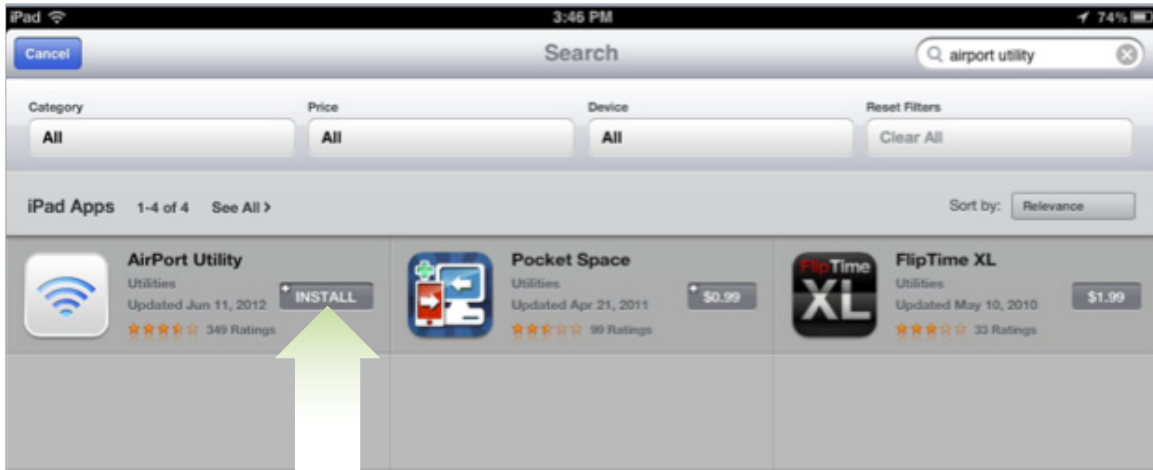 iPad 3:46 PM 74%
Cancel Search airport utility
Category Price Device Reset Filters
All All All Clear All
iPad Apps 1-4 of 4 See All > Sort by: Relevance
AirPort Utility
Utilities
Updated Jun 11, 2012
349 Ratings
INSTALL
Pocket Space
Utilities
Updated Apr 21, 2011
99 Ratings
$0.99
FlipTime XL
FlipTime XL
Utilities
Updated May 10, 2010
33 Ratings
$1.99